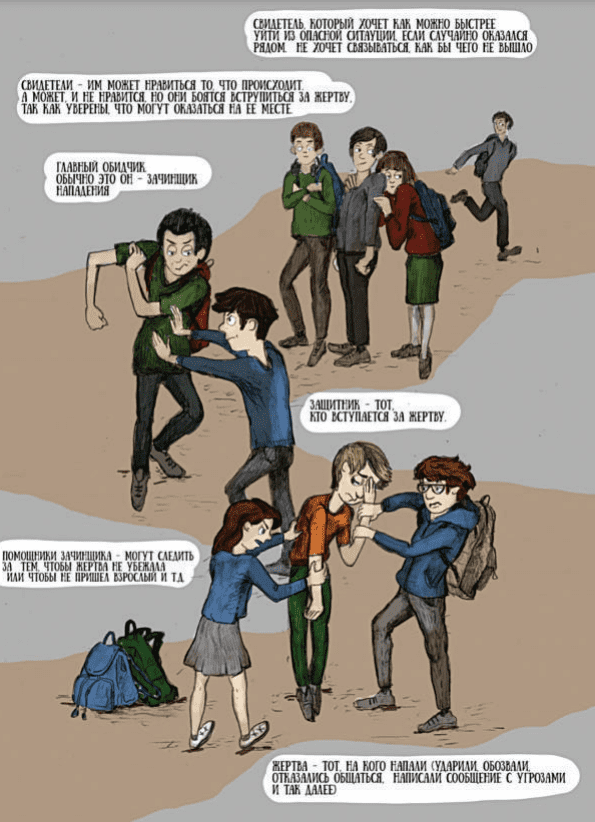 СВИДЕТЕЛЬ, КОТОРЫЙ ХОЧЕТ КАК МОЖНО БЫСТРЕЕ
УЙТИ ИЗ ОПАСНОЙ СИТАУЦИИ, ЕСЛИ СЛУЧАЙНО ОКАЗАЛСЯ
РЯДОМ. НЕ ХОЧЕТ СВЯЗЫВАТЬСЯ, КАК БЫ ЧЕГО НЕ ВЫШЛО)
СВИДЕТЕЛИ - ИМ МОЖЕТ НРАВИТЬСЯ ТО, ЧТО ПРОИСХОДИТ.
А МОЖЕТ, И НЕ НРАВИТСЯ, НО ОНИ БОЯТСЯ ВСТРУПИТЬСЯ ЗА ЖЕРТВУ,
ТАК КАК УВЕРЕНЫ, ЧТО МОГУТ ОКАЗАТЬСЯ НА ЕЕ МЕСТЕ.
ГЛАВНЫЙ ОБИДЧИК.
ОБЫЧНО ЭТО ОН - ЗАЧИНЩИК
НАПАДЕНИЯ
ЗАЩИТНИК - ТОТ,
КТО ВСТУПАЕТСЯ ЗА ЖЕРТВУ.
ПОМОЩНИКИ ЗАЧИНЩИКА - МОГУТ СЛЕДИТЬ
ЗА ТЕМ, ЧТОБЫ ЖЕРТВА НЕ УБЕЖАЛА
ИЛИ ЧТОБЫ НЕ ПРИШЕЛ ВЗРОСЛЫЙ И Т.Д.
ЖЕРТВА - ТОТ, НА КОГО НАПАЛИ (УДАРИЛИ, ОБОЗВАЛИ,
ОТКАЗАЛИСЬ ОБЩАТЬСЯ, НАПИСАЛИ СООБЩЕНИЕ С УГРОЗАМИ
И ТАК ДАЛЕЕ)